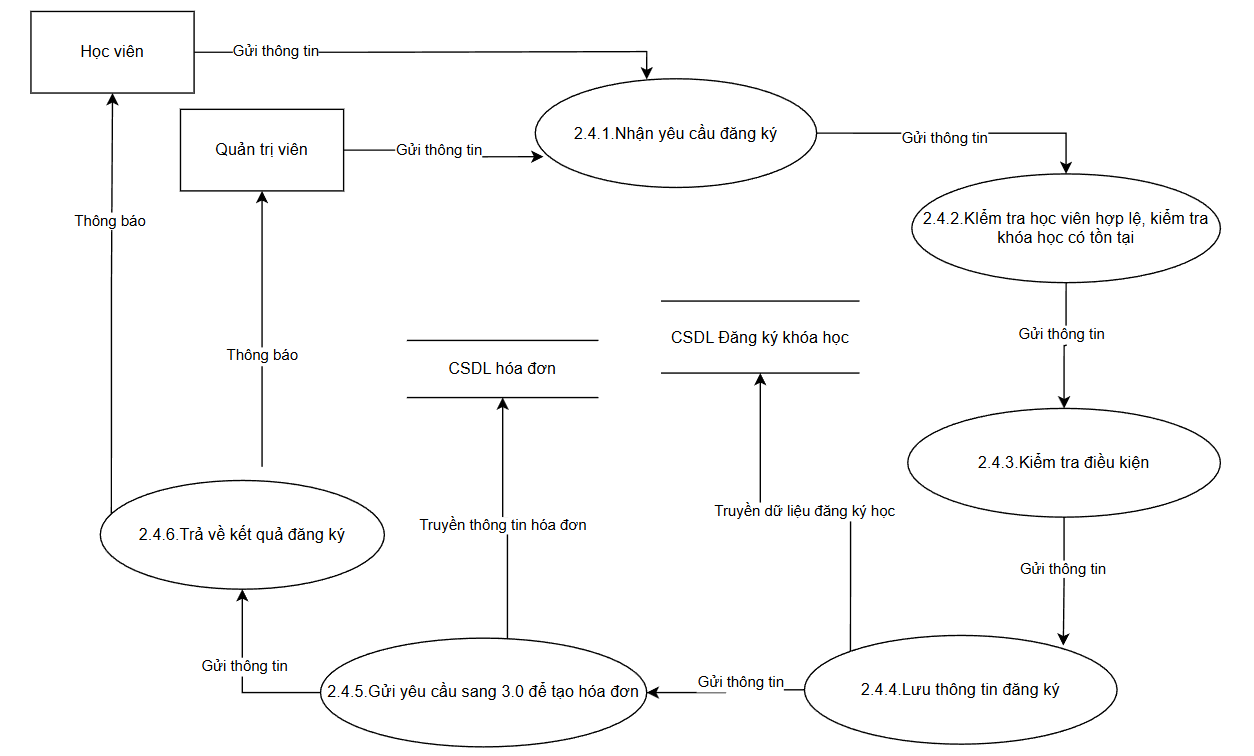 Học viên
Gửi thông tin
Quản trị viên
Gửi thông tin
2.4.1.Nhận yêu cầu đăng ký
Gửi thông tin
2.4.2.KIểm tra học viên hợp lệ, kiểm tra
khóa học có tồn tại
Thông báo
Gửi thông tin
CSDL Đăng ký khóa học
Thông báo
CSDL hóa đơn
2.4.3.Kiểm tra điều kiện
Truyền dữ liệu đăng ký học
Truyền thông tin hóa đơn
2.4.6.Trả về kết quả đăng ký
Gửi thông tin
Gửi thông tin
Gửi thông tin
2.4.5.Gửi yêu cầu sang 3.0 để tạo hóa đơn
2.4.4.Lưu thông tin đăng ký